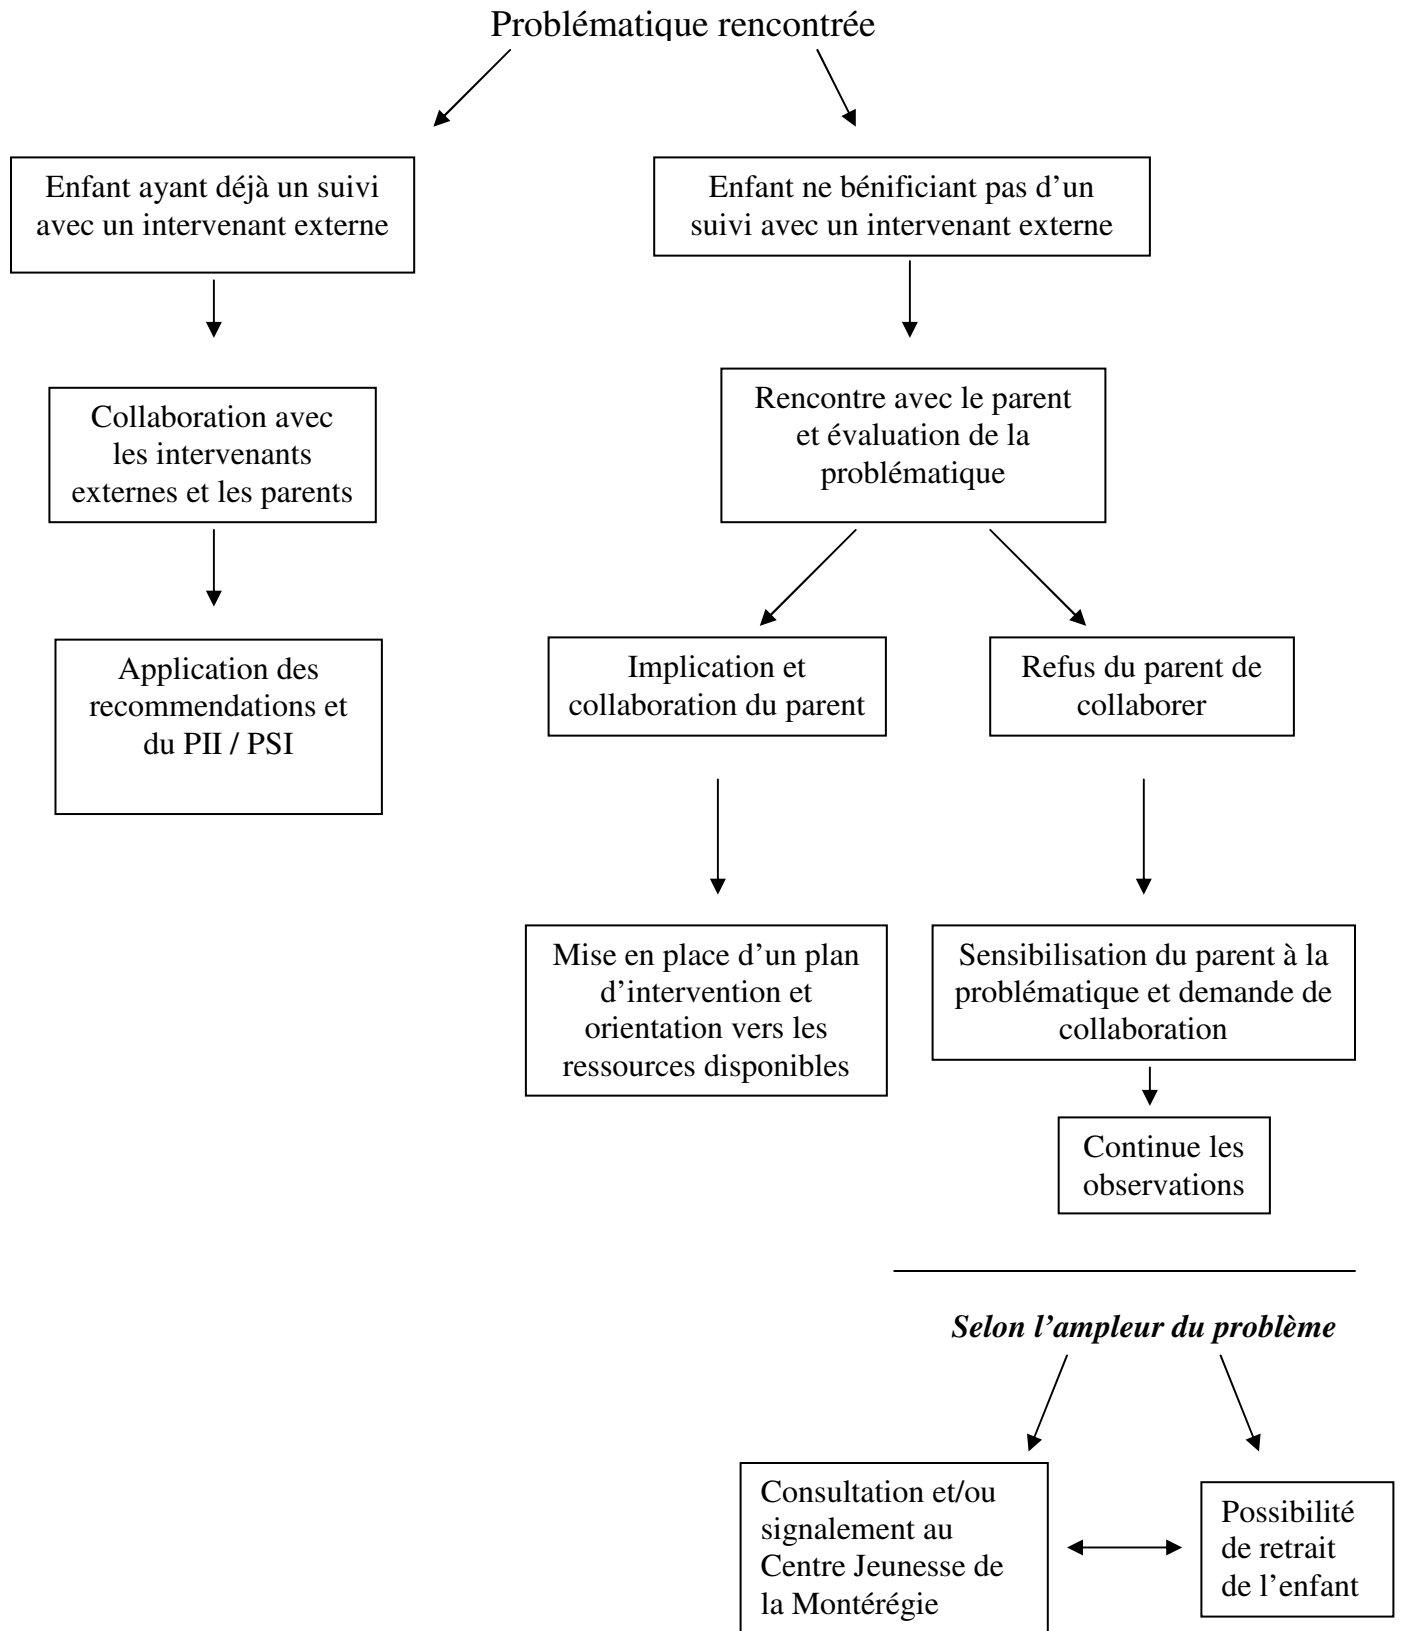 Problématique rencontrée
Enfant ayant déjà un suivi
avec un intervenant externe
Enfant ne bénificiant pas d’un
suivi avec un intervenant externe
Collaboration avec
les intervenants
externes et les parents
Rencontre avec le parent
et évaluation de la
problématique
Application des
recommendations et
du PII / PSI
Implication et
collaboration du parent
Refus du parent de
collaborer
Mise en place d’un plan
d’intervention et
orientation vers les
ressources disponibles
Sensibilisation du parent à la
problématique et demande de
collaboration
Continue les
observations
Selon l’ampleur du problème
Consultation et/ou
signalement au
Centre Jeunesse de
la Montérégie
Possibilité
de retrait
de l’enfant